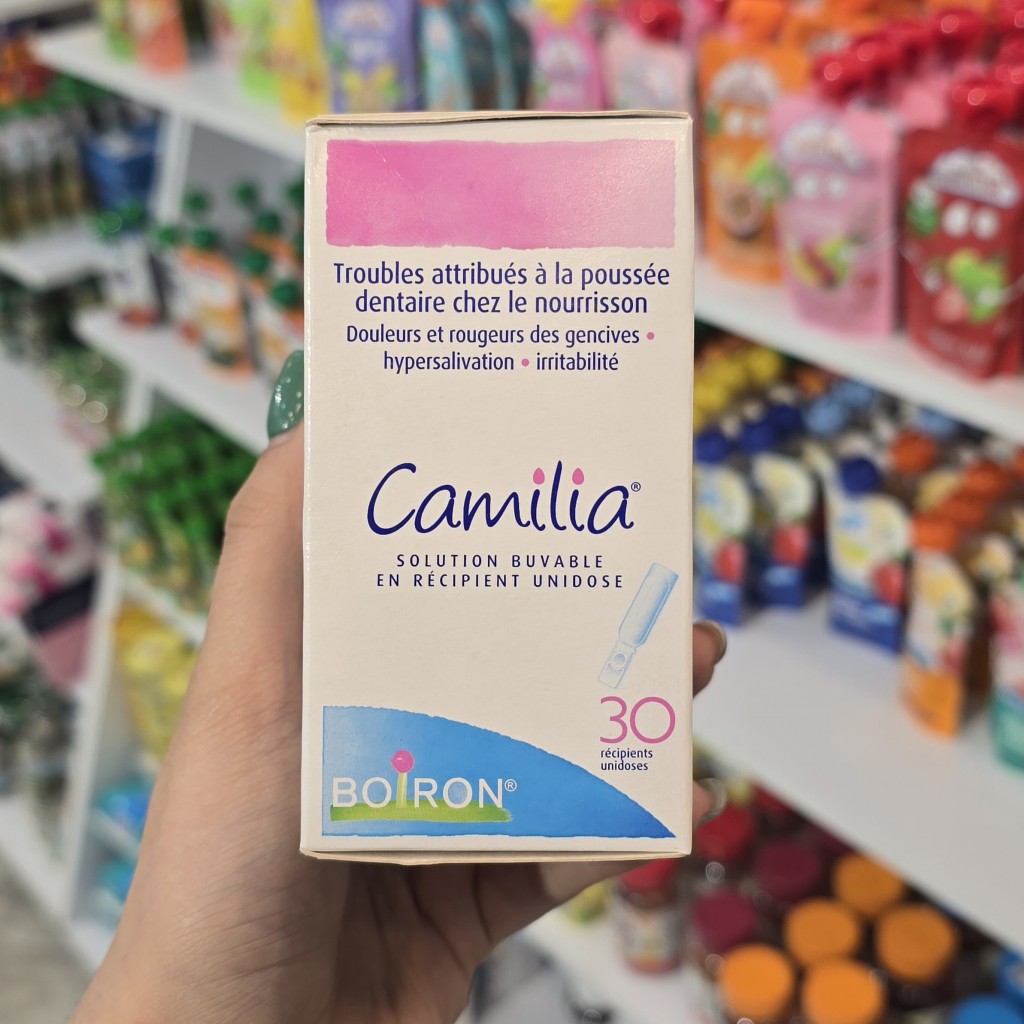 Troubles attribués à la poussée
dentaire chez le nourrisson
Douleurs et rougeurs des gencives •
hypersalivation • irritabilité
Camilia®
SOLUTION BUVABLE
EN RÉCIPIENT UNIDOSE
30
récipients
unidoses
BOIRON®